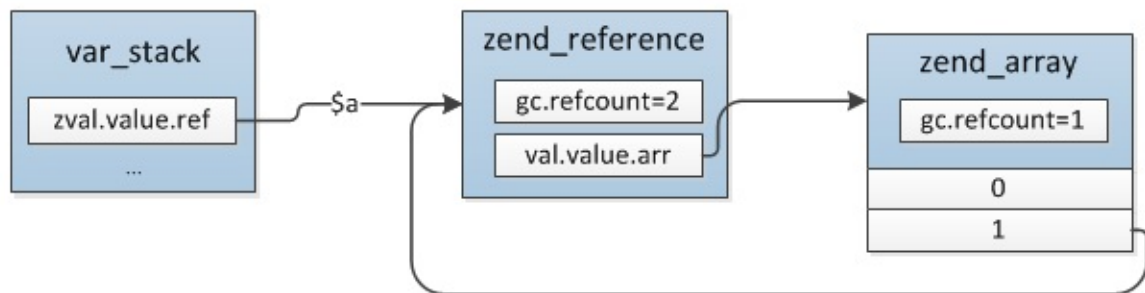 var_stack
zval.value.ref
...
$a
zend_reference
gc.refcount=2
val.value.arr
zend_array
gc.refcount=1
0
1